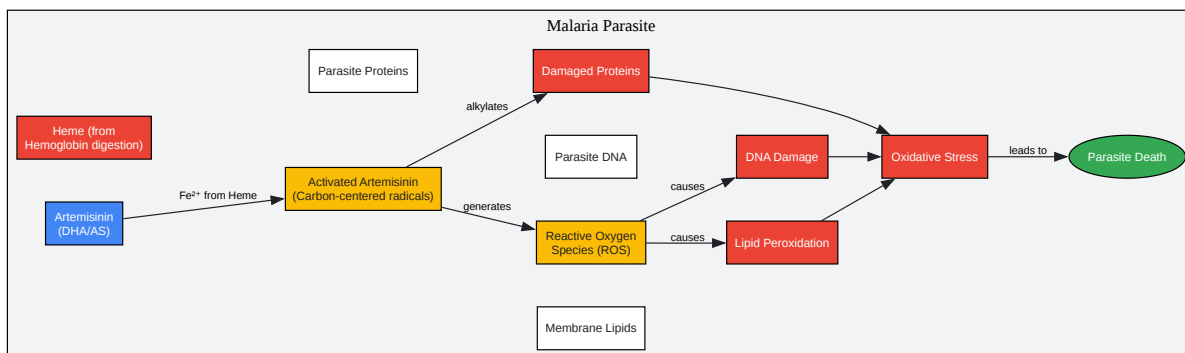 Malaria Parasite
Parasite Proteins
Damaged Proteins
alkylates
Heme (from
Hemoglobin digestion)
Parasite DNA
DNA Damage
Oxidative Stress
leads to
Parasite Death
Activated Artemisinin
(Carbon-centered radicals)
Fe²⁺ from Heme
causes
generates
Artemisinin
(DHA/AS)
Reactive Oxygen
Species (ROS)
causes
Lipid Peroxidation
Membrane Lipids